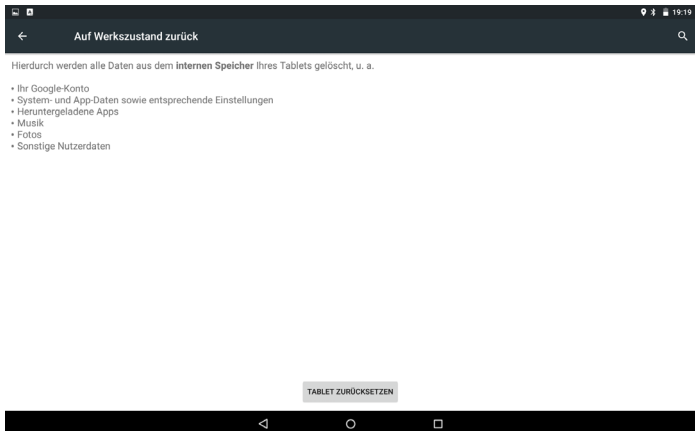 19:19
Auf Werkszustand zurück
Hierdurch werden alle Daten aus dem internen Speicher Ihres Tablets gelöscht, u. a.
• Ihr Google-Konto
• System- und App-Daten sowie entsprechende Einstellungen
• Heruntergeladene Apps
• Musik
• Fotos
• Sonstige Nutzerdaten
TABLET ZURÜCKSETZEN